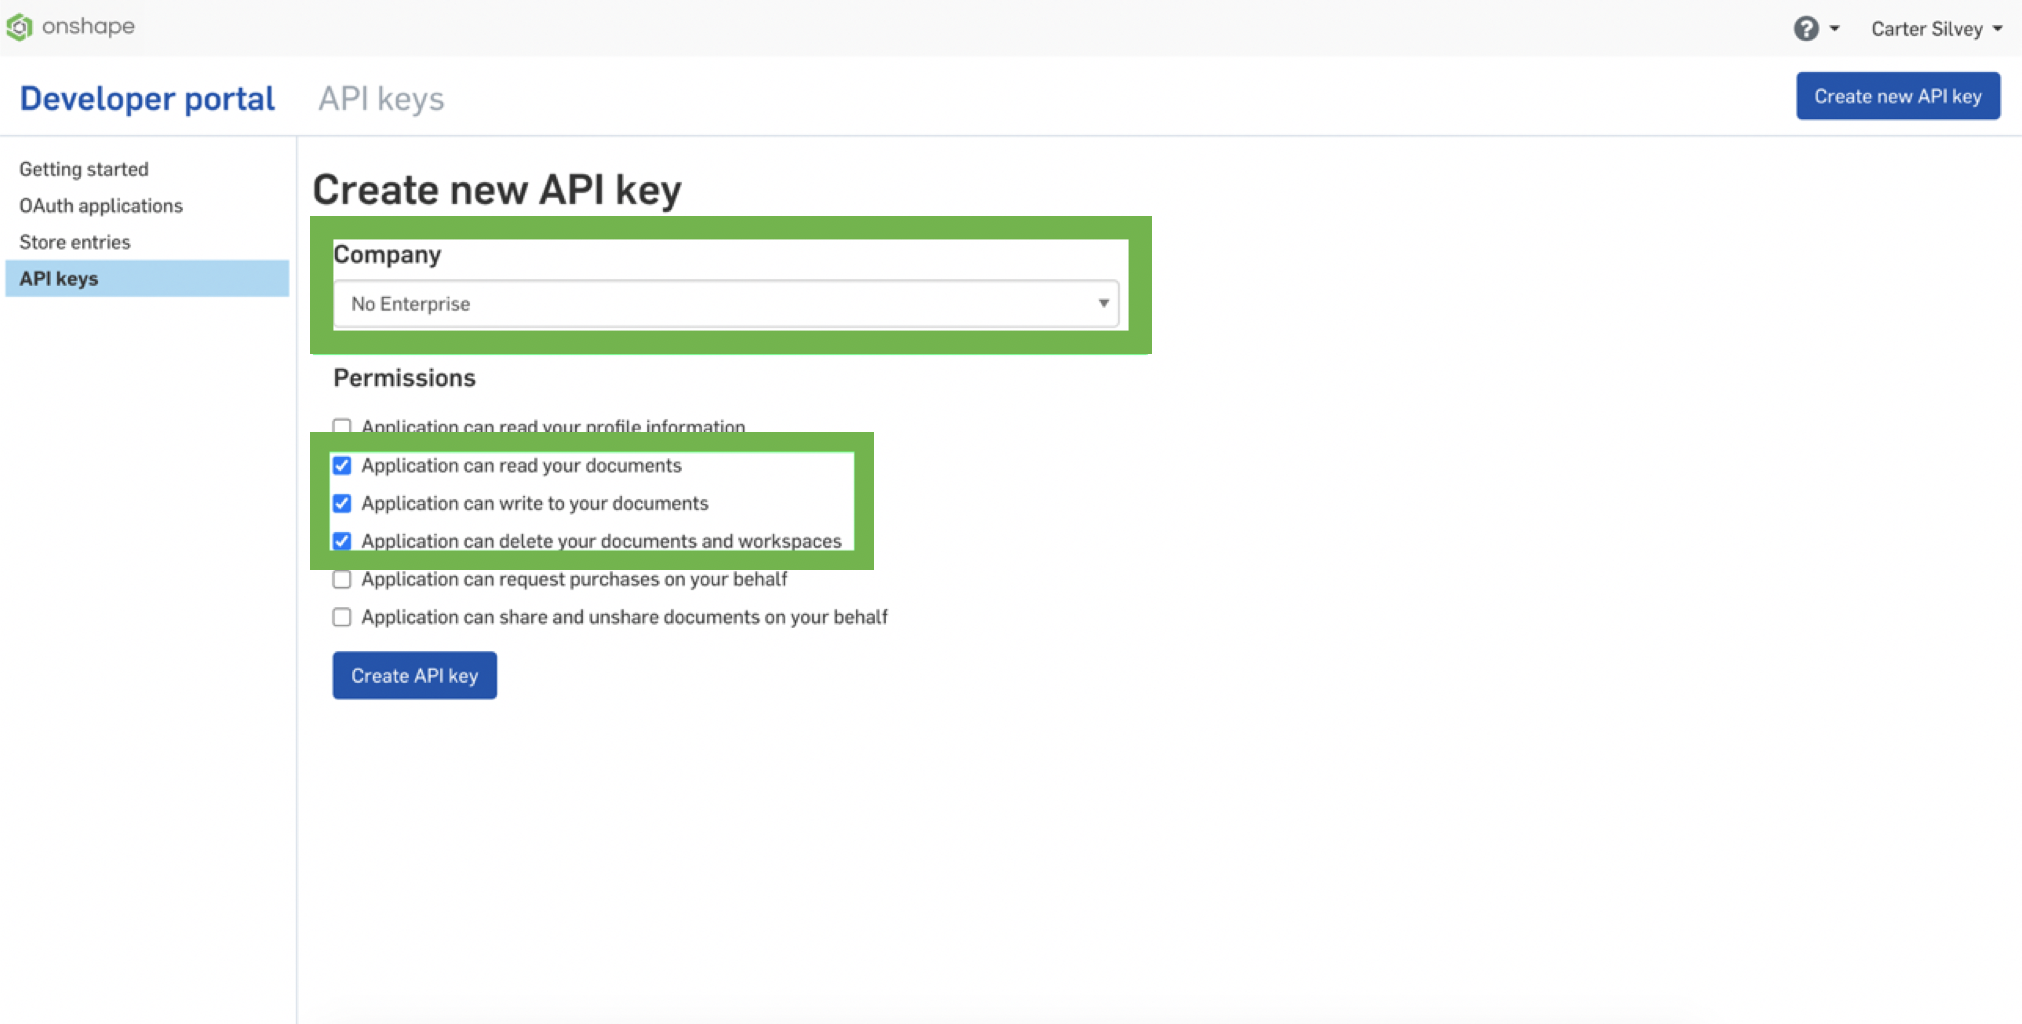 onshape
Carter Silvey
Developer portal
API keys
Create new API key
Getting started
OAuth applications
Store entries
API keys
Create new API key
Company
No Enterprise
Permissions
Application can read your profile information
Application can read your documents
Application can write to your documents
Application can delete your documents and workspaces
Application can request purchases on your behalf
Application can share and unshare documents on your behalf
Create API key